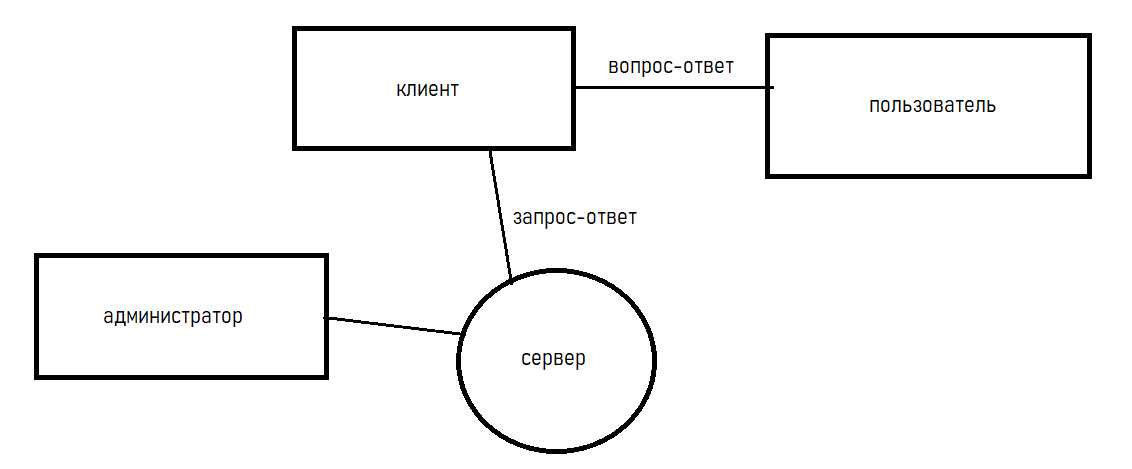 вопрос-ответ
клиент
пользователь
запрос-ответ
администратор
сервер